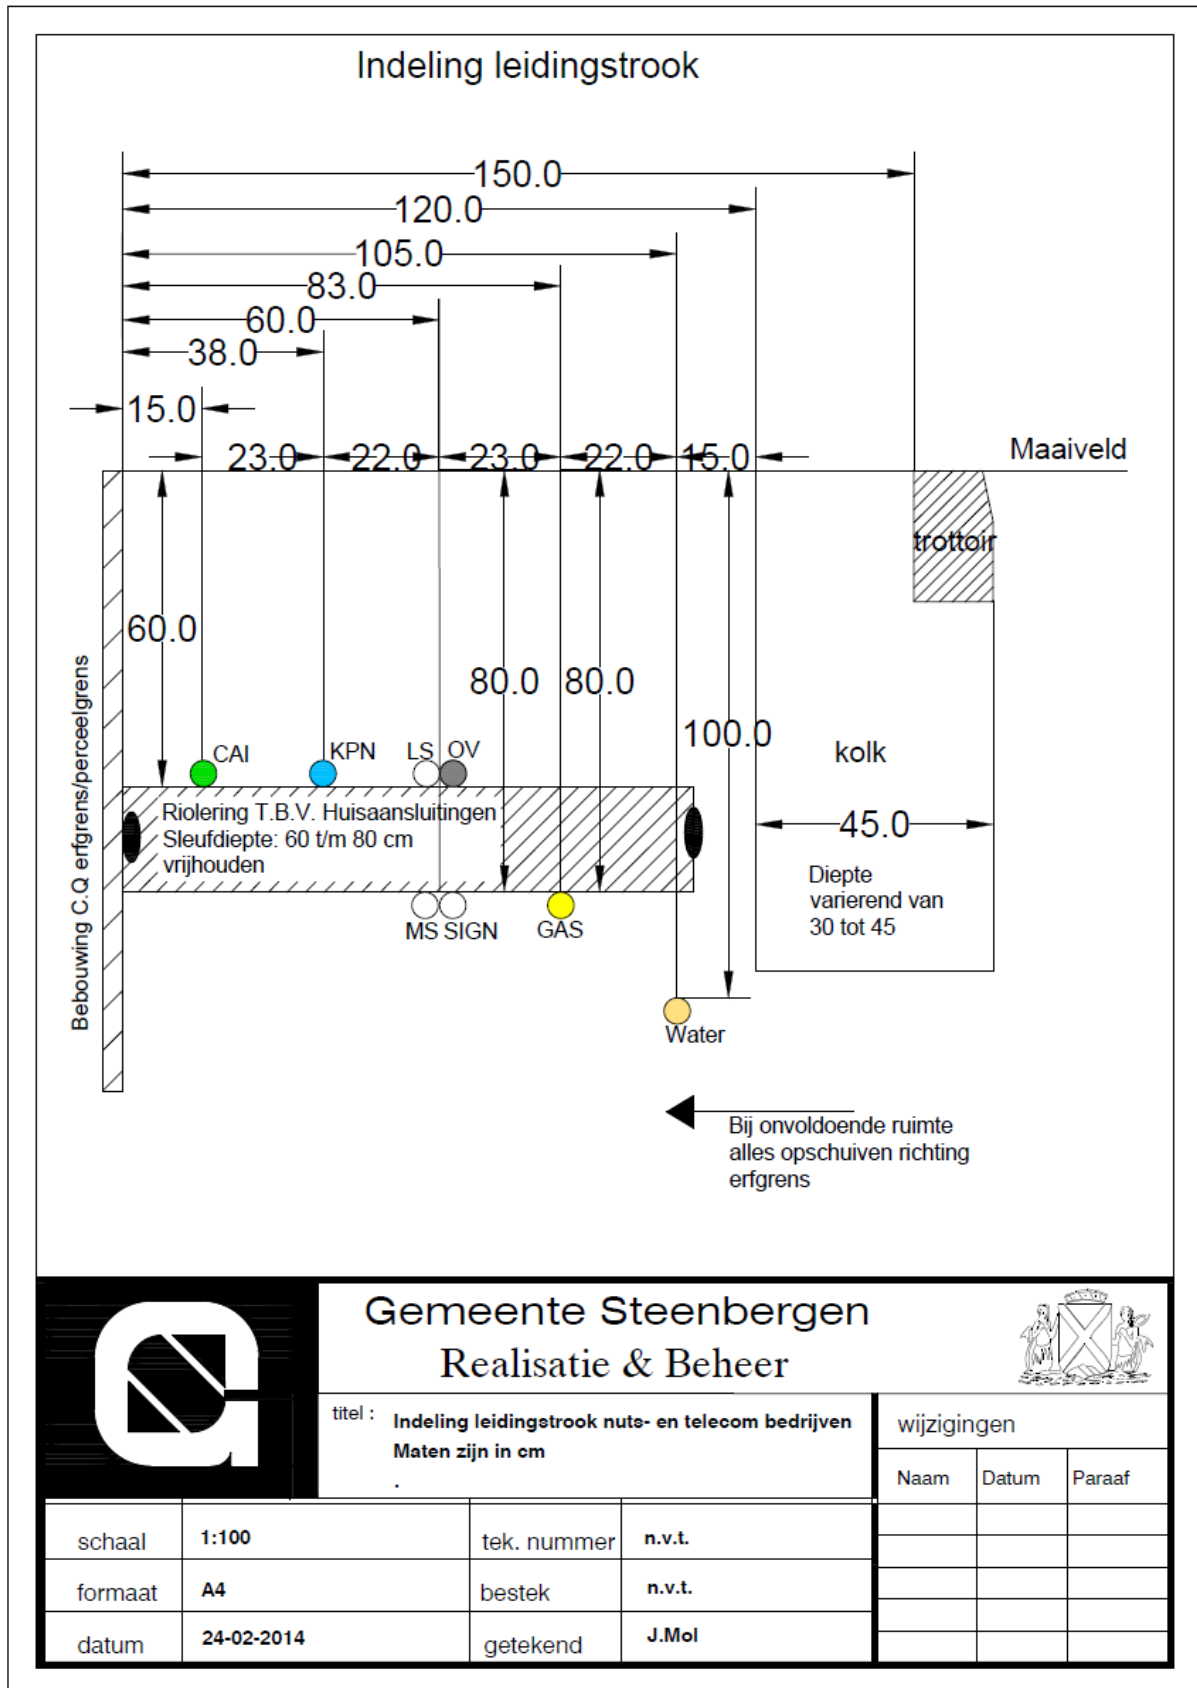 Indeling leidingstrook
150.0
120.0
105.0
83.0
60.0
38.0
15.0
23.0 22.0 23.0 22.0 15.0
Maaiveld
trottoir
60.0
80.0 80.0
100.0
Bebouwing C.Q erfgrens/perceelgrens
CAI KPN LS OV
kolk
Riolering T.B.V. Huisaansluitingen
Sleufdiepte: 60 t/m 80 cm
vrijhouden
45.0
Diepte
varierend van
30 tot 45
MS SIGN GAS
Water
Bij onvoldoende ruimte
alles opschuiven richting
erfgrens
Gemeente Steenbergen
Realisatie & Beheer
titel : Indeling leidingstrook nuts- en telecom bedrijven
Maten zijn in cm
.
wijzigingen
Naam Datum Paraaf
schaal 1:100 tek. nummer n.v.t.
formaat A4 bestek n.v.t.
datum 24-02-2014 getekend J.Mol